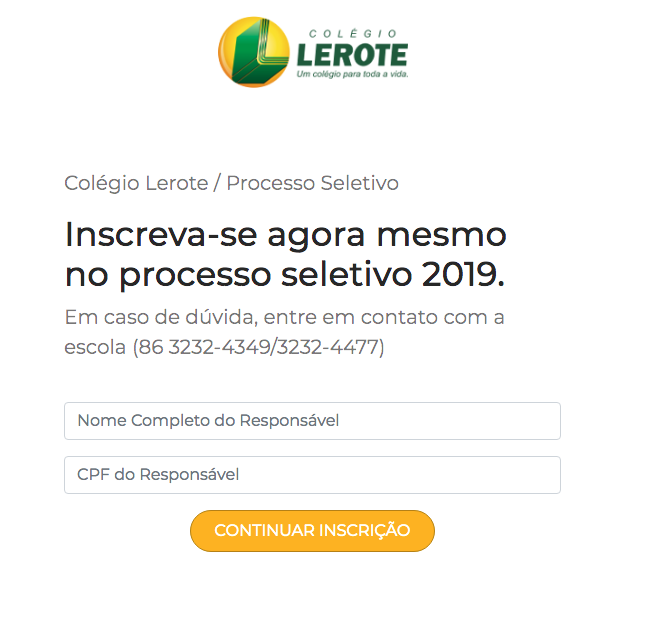 COLÉGIO
LEROTE
Um colégio para toda a vida.
Colégio Lerote / Processo Seletivo
Inscreva-se agora mesmo
no processo seletivo 2019.
Em caso de dúvida, entre em contato com a
escola (86 3232-4349/3232-4477)
Nome Completo do Responsável
CPF do Responsável
CONTINUAR INSCRIÇÃO